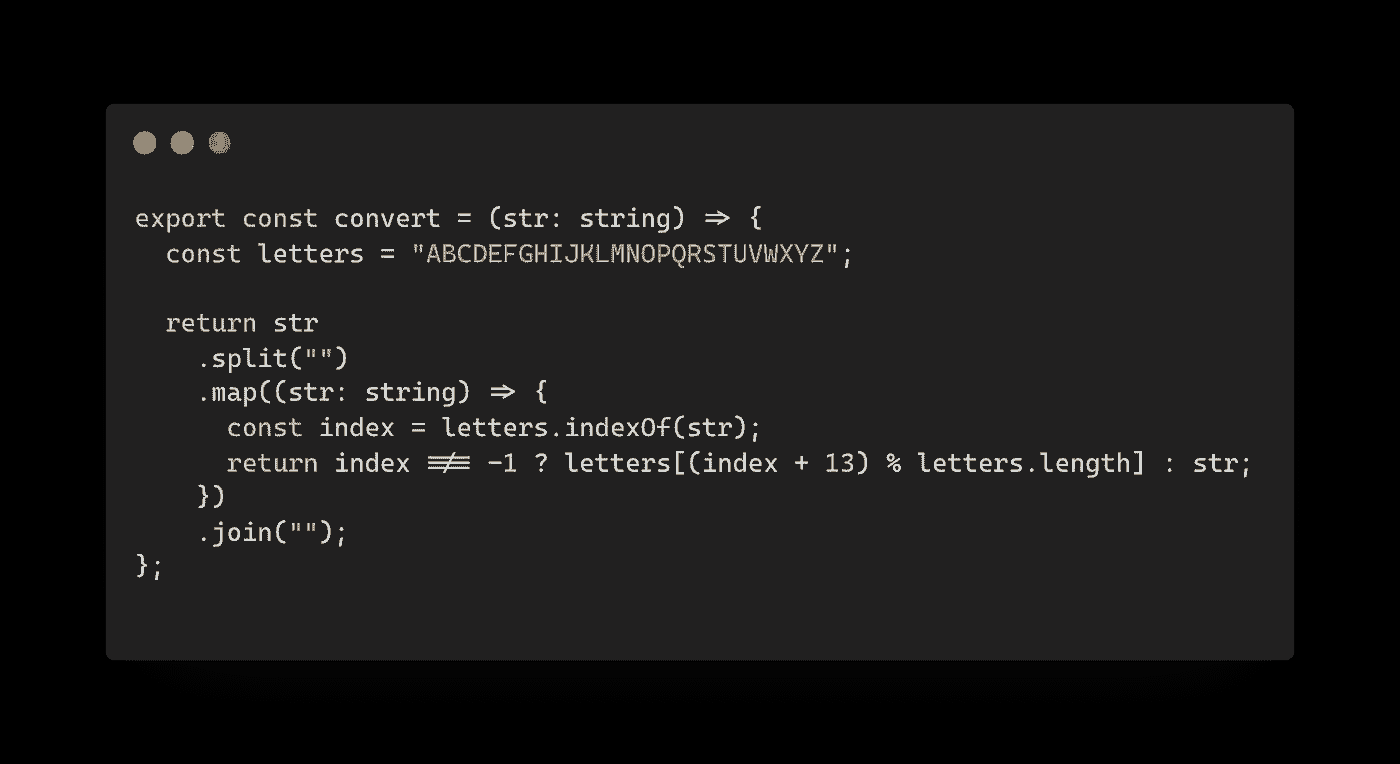 export const convert = (str: string) => {
  const letters = "ABCDEFGHIJKLMNOPQRSTUVWXYZ";

  return str
    .split("")
    .map((str: string) => {
      const index = letters.indexOf(str);
      return index !== -1 ? letters[(index + 13) % letters.length] : str;
    })
    .join("");
};